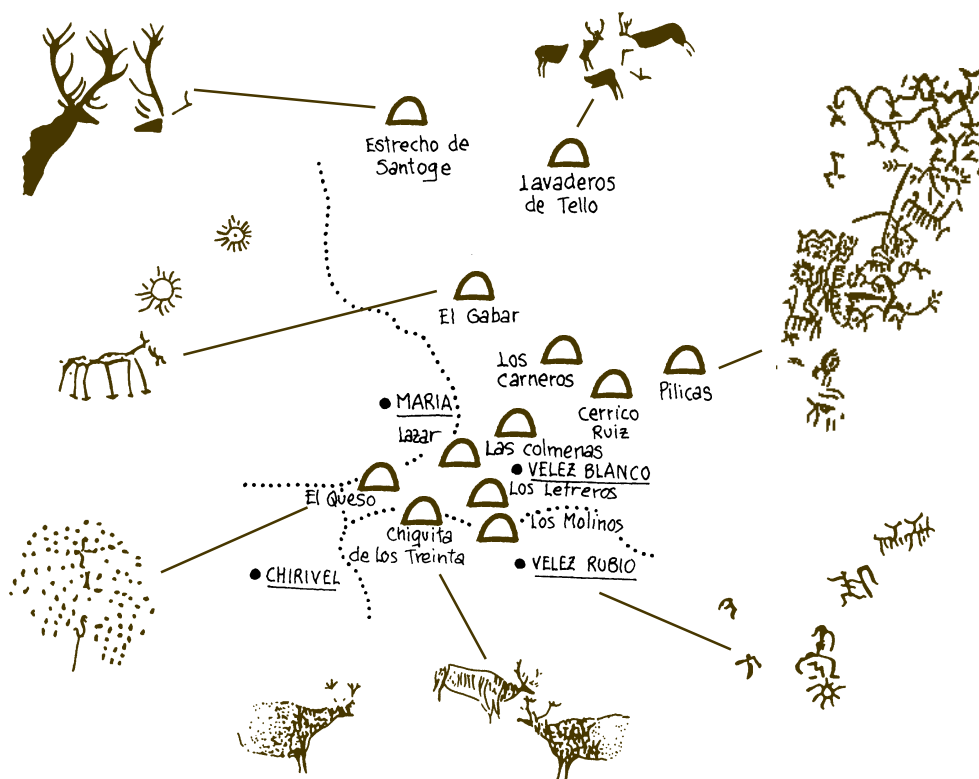 Estrecho de
Santoge
Lavaderos
de Tello
El Gabar
Los
Carneros
Pilicas
Cerrico
Ruiz
MARIA
Lazar
Las Colmenas
VELEZ BLANCO
El Queso
Los Letreros
Los Molinos
Chiquita
de Los Treinta
VELEZ RUBIO
CHIRIVEL